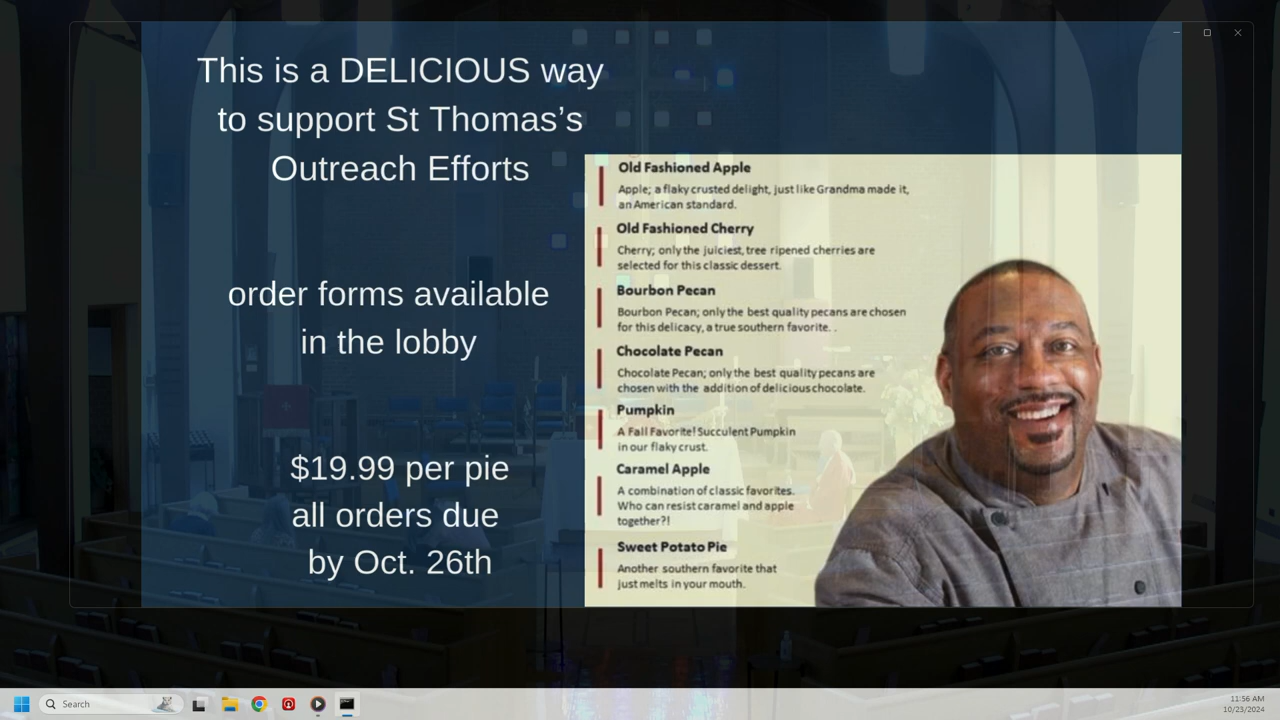 This is a DELICIOUS way
to support St Thomas's
Outreach Efforts
order forms available
in the lobby
$19.99 per pie
all orders due
by Oct. 26th
Old Fashioned Apple
Apple; a flaky crusted delight, just like Grandma made it,
an American standard.
Old Fashioned Cherry
Cherry; only the juiciest, tree ripened cherries are
selected for this classic dessert.
Bourbon Pecan
Bourbon Pecan; only the best quality pecans are chosen
for this delicacy, a true southern favorite. .
Chocolate Pecan
Chocolate Pecan; only the best quality pecans are
chosen with the addition of delicious chocolate.
Pumpkin
A Fall Favorite! Succulent Pumpkin
in our flaky crust.
Caramel Apple
A combination of classic favorites.
Who can resist caramel and apple
together?!
Sweet Potato Pie
Another southern favorite that
just melts in your mouth.
Search
11:56 AM
10/23/2024